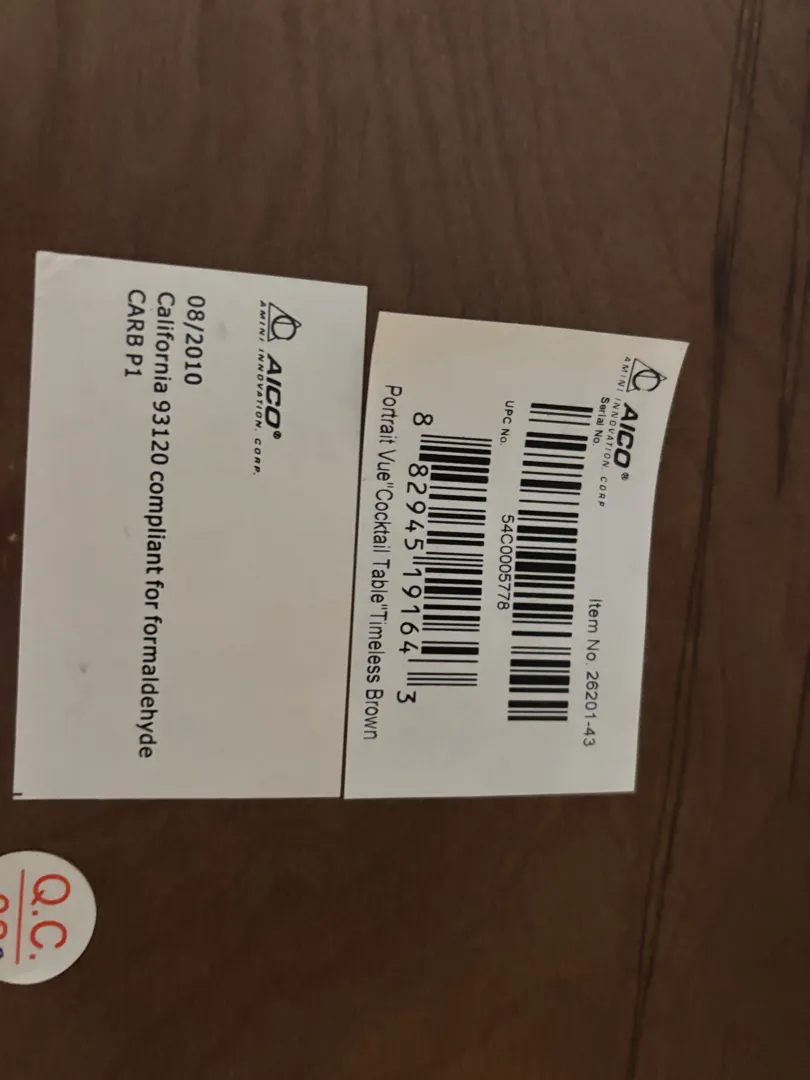 AICO®
AMINI INNOVATION. CORP
Serial No.
Item No. 26201-43
54C0005778
UPC No.
8 82945 19164 3
Portrait Vue"Cocktail Table"Timeless Brown
AICO®
AMINI INNOVATION. CORP.
08/2010
California 93120 compliant for formaldehyde
CARB P1
Q.C.